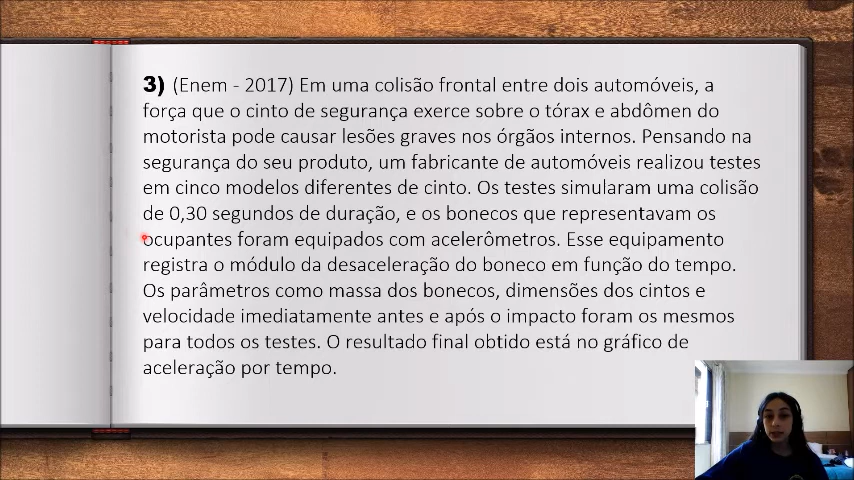 3) (Enem - 2017) Em uma colisão frontal entre dois automóveis, a
força que o cinto de segurança exerce sobre o tórax e abdômen do
motorista pode causar lesões graves nos órgãos internos. Pensando na
segurança do seu produto, um fabricante de automóveis realizou testes
em cinco modelos diferentes de cinto. Os testes simularam uma colisão
de 0,30 segundos de duração, e os bonecos que representavam os
ocupantes foram equipados com acelerômetros. Esse equipamento
registra o módulo da desaceleração do boneco em função do tempo.
Os parâmetros como massa dos bonecos, dimensões dos cintos e
velocidade imediatamente antes e após o impacto foram os mesmos
para todos os testes. O resultado final obtido está no gráfico de
aceleração por tempo.